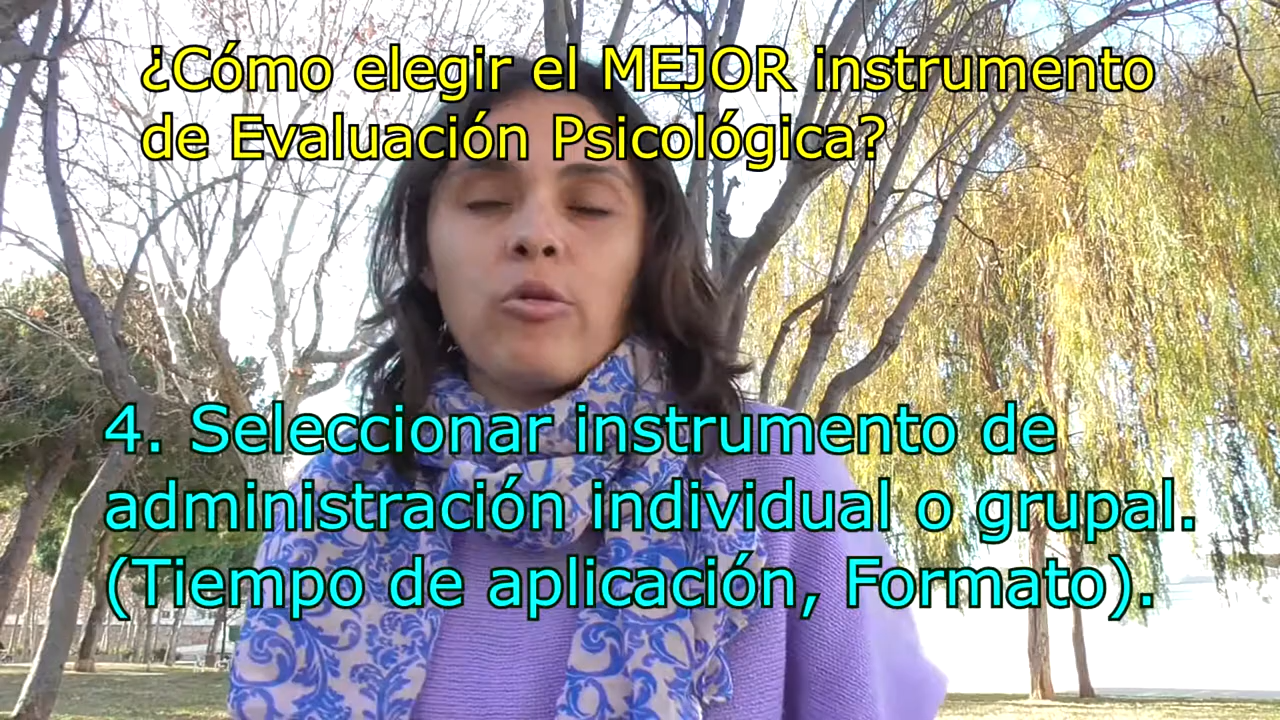 ¿Cómo elegir el MEJOR instrumento
de Evaluación Psicológica?
4. Seleccionar instrumento de
administración individual o grupal.
(Tiempo de aplicación, Formato).